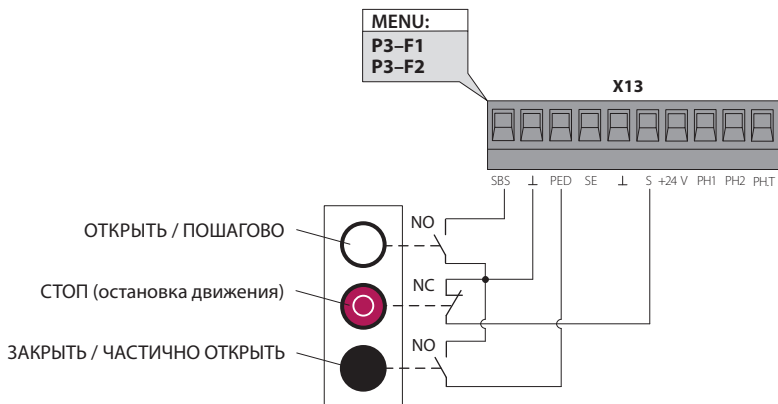 MENU:
P3–F1
P3–F2
X13
SBS ⊥ PED SE ⊥ S +24 V PH1 PH2 PH.T
ОТКРЫТЬ / ПОШАГОВО
NO
СТОП (остановка движения)
NC
ЗАКРЫТЬ / ЧАСТИЧНО ОТКРЫТЬ
NO